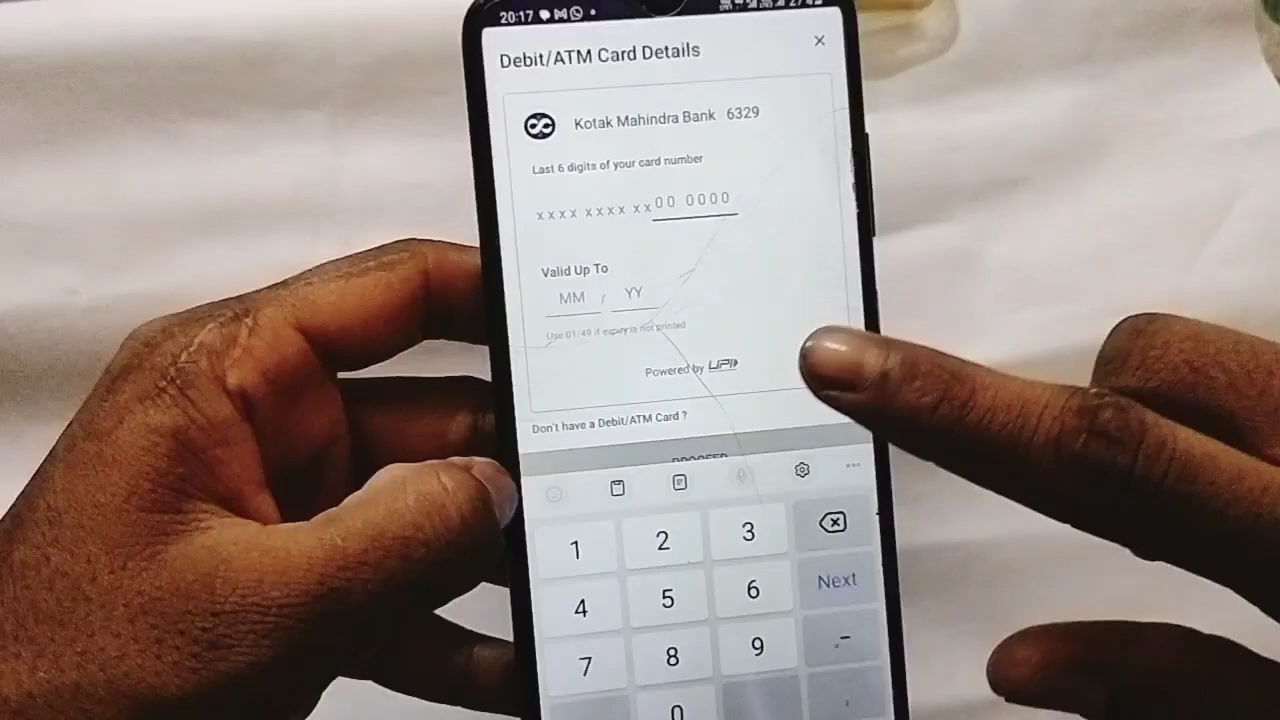 20:17
Debit/ATM Card Details
Kotak Mahindra Bank 6329
Last 6 digits of your card number
xxxx xxxx xx00 0000
Valid Up To
MM / YY
Use 01/49 if expiry is not printed
Powered by UPI
Don't have a Debit/ATM Card ?
PROCEED
1 2 3
4 5 6 Next
7 8 9 .-
0 ,